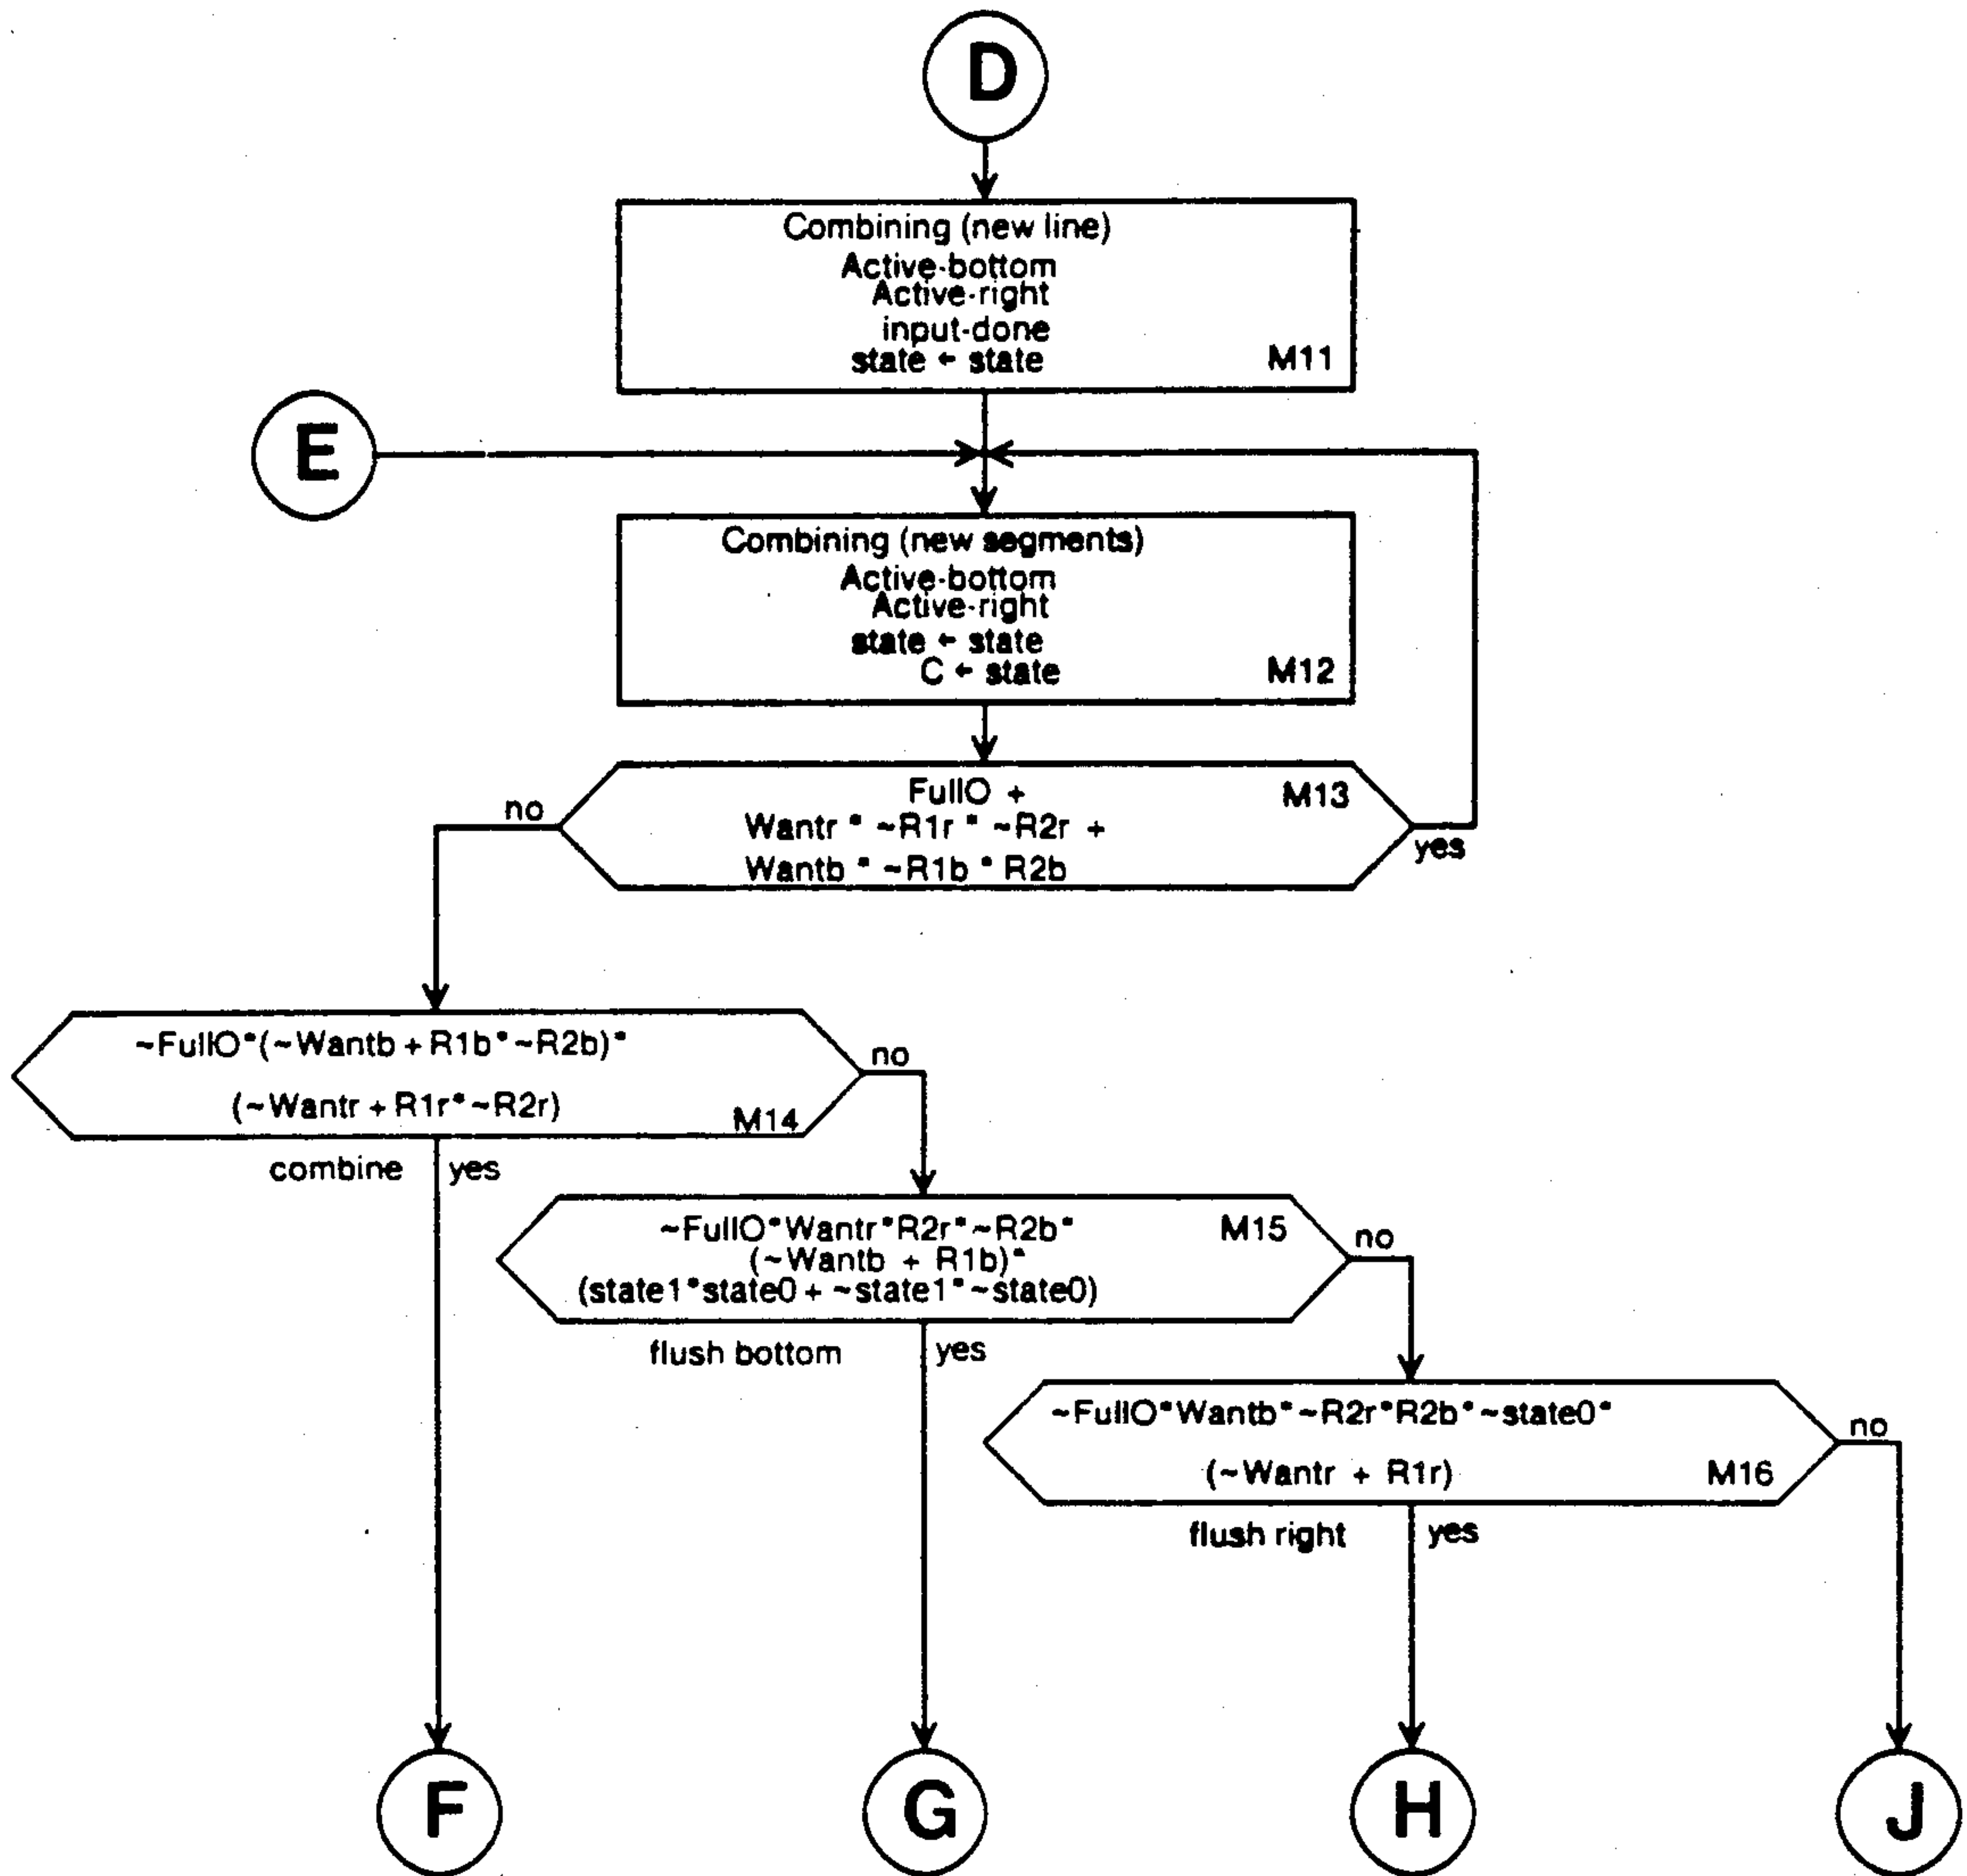 D
Combining (new line)
Active-bottom
Active-right
input-done
state ← state
M11
E
Combining (new segments)
Active-bottom
Active-right
state ← state
C ← state
M12
FullO +
M13
no
Wantr * ~R1r * ~R2r +
yes
Wantb * ~R1b * R2b
~FullO*(~Wantb + R1b*~R2b)*
no
(~Wantr + R1r*~R2r)
M14
combine
yes
~FullO*Wantr*R2r*~R2b*
M15
no
(~Wantb + R1b)*
(state1*state0 + ~state1*~state0)
flush bottom
yes
~FullO*Wantb*~R2r*R2b*~state0*
no
(~Wantr + R1r)
M16
flush right
yes
F
G
H
J